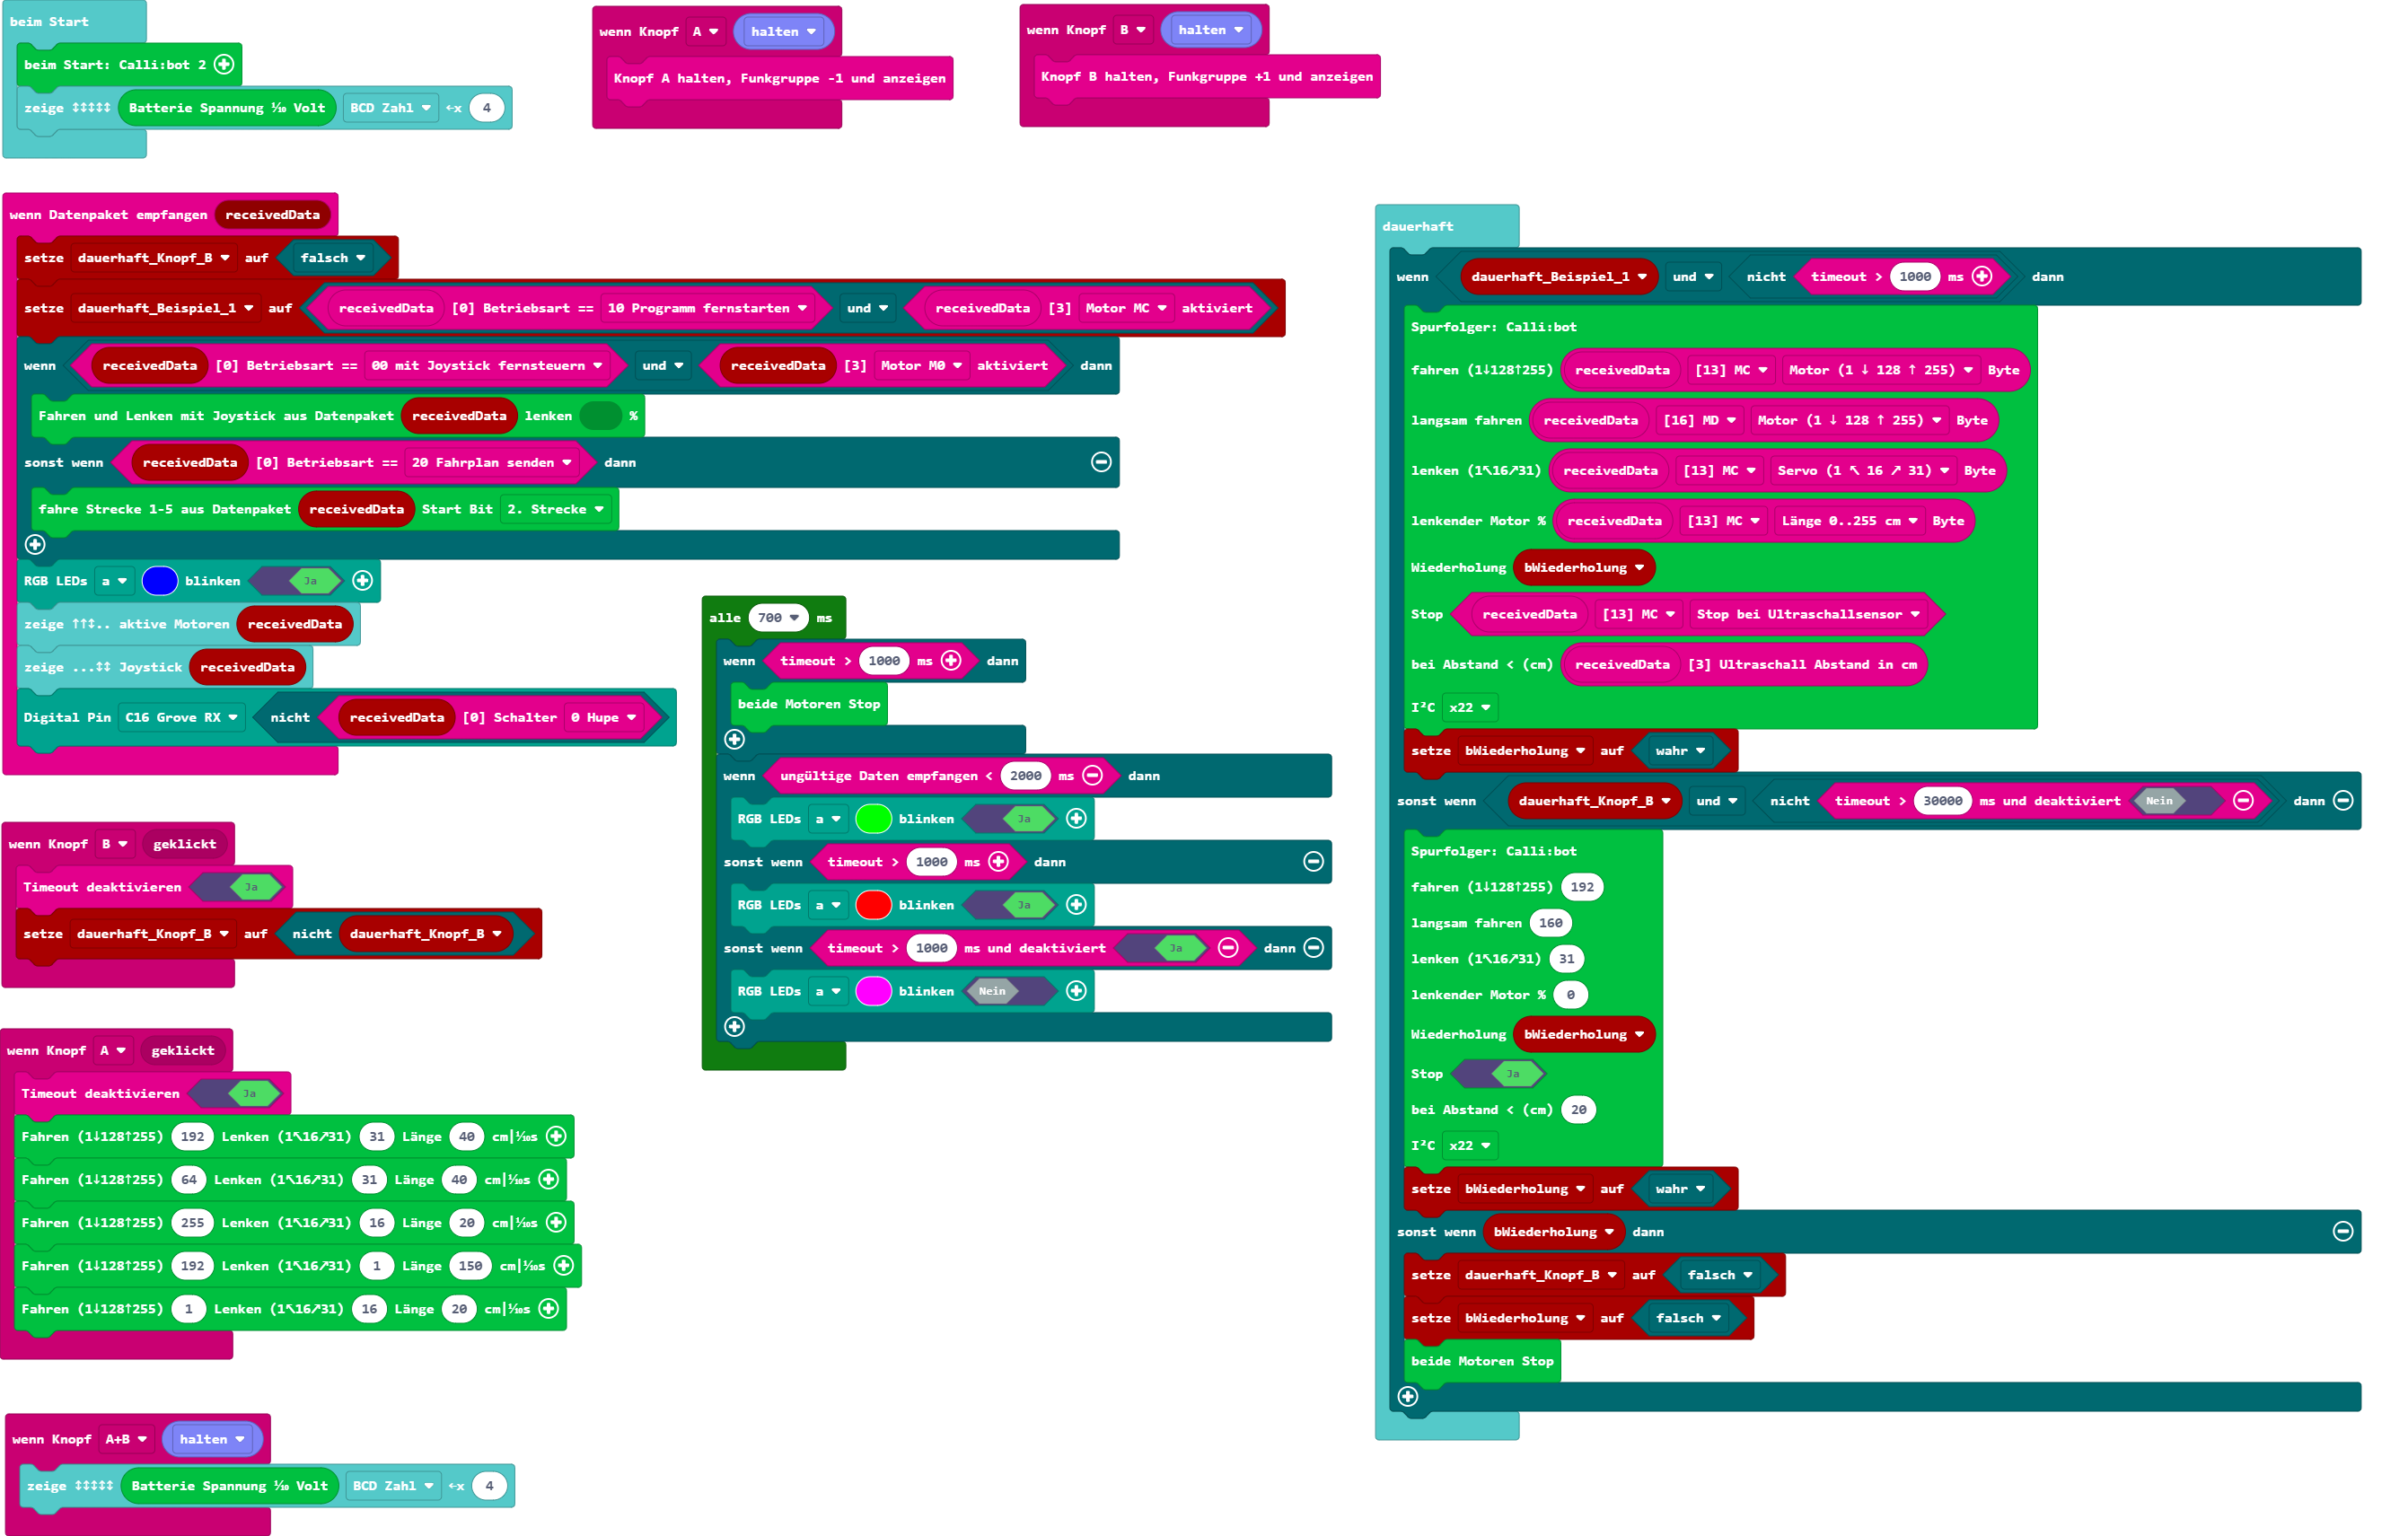 beim Start
beim Start: Calli:bot 2
zeige ↕↕↕↕↕ Batterie Spannung ⅒ Volt BCD Zahl ←x 4
wenn Knopf A halten
Knopf A halten, Funkgruppe -1 und anzeigen
wenn Knopf B halten
Knopf B halten, Funkgruppe +1 und anzeigen
wenn Datenpaket empfangen receivedData
setze dauerhaft_Knopf_B auf falsch
setze dauerhaft_Beispiel_1 auf receivedData [0] Betriebsart == 10 Programm fernstarten und receivedData [3] Motor MC aktiviert
wenn receivedData [0] Betriebsart == 00 mit Joystick fernsteuern und receivedData [3] Motor M0 aktiviert dann
Fahren und Lenken mit Joystick aus Datenpaket receivedData lenken %
sonst wenn receivedData [0] Betriebsart == 20 Fahrplan senden dann
fahre Strecke 1-5 aus Datenpaket receivedData Start Bit 2. Strecke
RGB LEDs a blinken Ja
zeige ↑↑↕.. aktive Motoren receivedData
zeige ...↕↕ Joystick receivedData
Digital Pin C16 Grove RX nicht receivedData [0] Schalter 0 Hupe
wenn Knopf B geklickt
Timeout deaktivieren Ja
setze dauerhaft_Knopf_B auf nicht dauerhaft_Knopf_B
wenn Knopf A geklickt
Timeout deaktivieren Ja
Fahren (1↓128↑255) 192 Lenken (1↖16↗31) 31 Länge 40 cm|⅒s
Fahren (1↓128↑255) 64 Lenken (1↖16↗31) 31 Länge 40 cm|⅒s
Fahren (1↓128↑255) 255 Lenken (1↖16↗31) 16 Länge 20 cm|⅒s
Fahren (1↓128↑255) 192 Lenken (1↖16↗31) 1 Länge 150 cm|⅒s
Fahren (1↓128↑255) 1 Lenken (1↖16↗31) 16 Länge 20 cm|⅒s
wenn Knopf A+B halten
zeige ↕↕↕↕↕ Batterie Spannung ⅒ Volt BCD Zahl ←x 4
alle 700 ms
wenn timeout > 1000 ms dann
beide Motoren Stop
wenn ungültige Daten empfangen < 2000 ms dann
RGB LEDs a blinken Ja
sonst wenn timeout > 1000 ms dann
RGB LEDs a blinken Ja
sonst wenn timeout > 1000 ms und deaktiviert Ja dann
RGB LEDs a blinken Nein
dauerhaft
wenn dauerhaft_Beispiel_1 und nicht timeout > 1000 ms dann
Spurfolger: Calli:bot
fahren (1↓128↑255) receivedData [13] MC Motor (1 ↓ 128 ↑ 255) Byte
langsam fahren receivedData [16] MD Motor (1 ↓ 128 ↑ 255) Byte
lenken (1↖16↗31) receivedData [13] MC Servo (1 ↖ 16 ↗ 31) Byte
lenkender Motor % receivedData [13] MC Länge 0..255 cm Byte
Wiederholung bWiederholung
Stop receivedData [13] MC Stop bei Ultraschallsensor
bei Abstand < (cm) receivedData [3] Ultraschall Abstand in cm
I²C x22
setze bWiederholung auf wahr
sonst wenn dauerhaft_Knopf_B und nicht timeout > 30000 ms und deaktiviert Nein dann
Spurfolger: Calli:bot
fahren (1↓128↑255) 192
langsam fahren 160
lenken (1↖16↗31) 31
lenkender Motor % 0
Wiederholung bWiederholung
Stop Ja
bei Abstand < (cm) 20
I²C x22
setze bWiederholung auf wahr
sonst wenn bWiederholung dann
setze dauerhaft_Knopf_B auf falsch
setze bWiederholung auf falsch
beide Motoren Stop